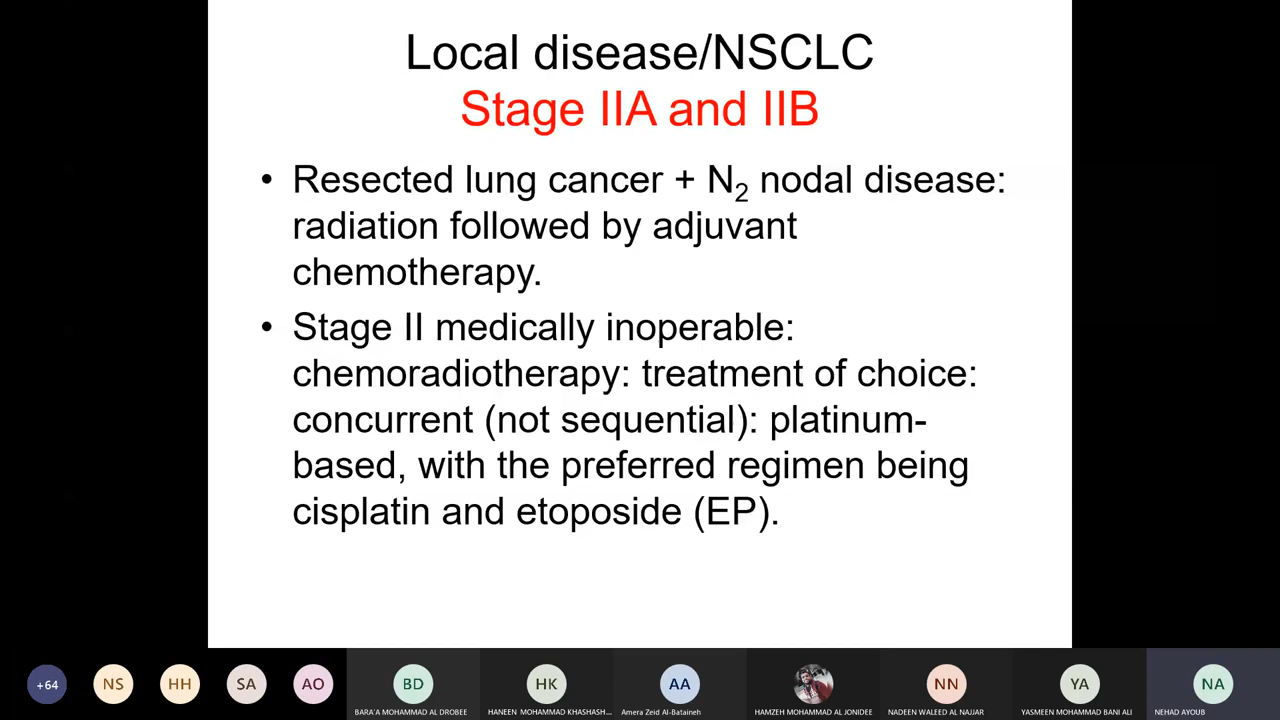 Local disease/NSCLC
Stage IIA and IIB
• Resected lung cancer + N2 nodal disease:
radiation followed by adjuvant
chemotherapy.
• Stage II medically inoperable:
chemoradiotherapy: treatment of choice:
concurrent (not sequential): platinum-
based, with the preferred regimen being
cisplatin and etoposide (EP).
+64 NS HH SA AO BD HK AA NN YA NA
BARA'A MOHAMMAD AL DROBEE HANEEN MOHAMMAD KHASHASH... Amera Zeid Al-Bataineh HAMZEH MOHAMMAD AL JONIDEE NADEEN WALEED AL NAJJAR YASMEEN MOHAMMAD BANI ALI NEHAD AYOUB